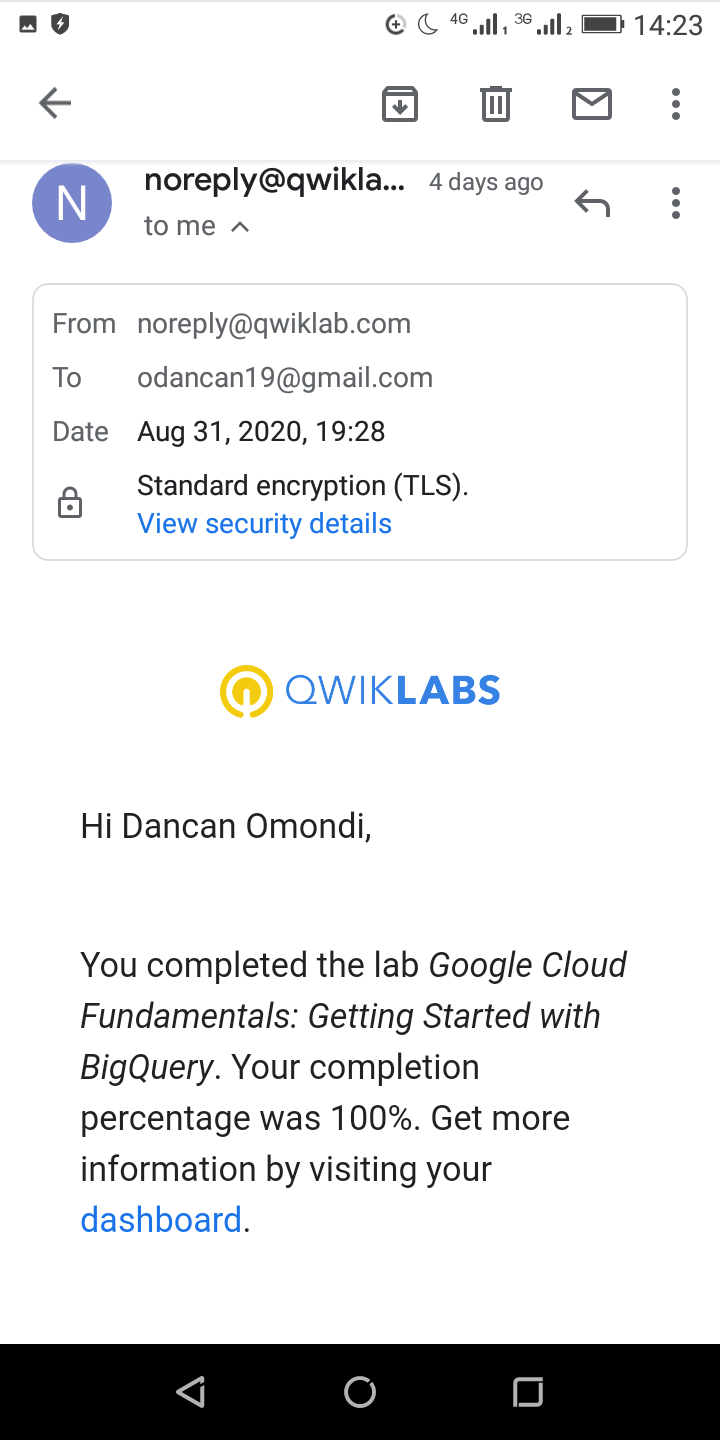 4G 1 3G 2 14:23
noreply@qwikla... 4 days ago
N
to me
From noreply@qwiklab.com
To odancan19@gmail.com
Date Aug 31, 2020, 19:28
Standard encryption (TLS).
View security details
QWIKLABS
Hi Dancan Omondi,
You completed the lab Google Cloud
Fundamentals: Getting Started with
BigQuery. Your completion
percentage was 100%. Get more
information by visiting your
dashboard.